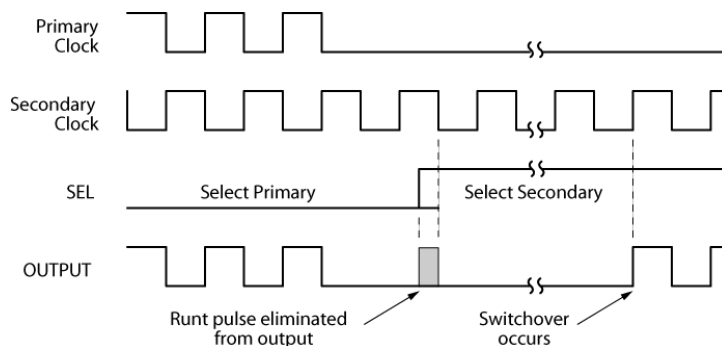 Primary
Clock
Secondary
Clock
SEL
Select Primary
Select Secondary
OUTPUT
Runt pulse eliminated
from output
Switchover
occurs